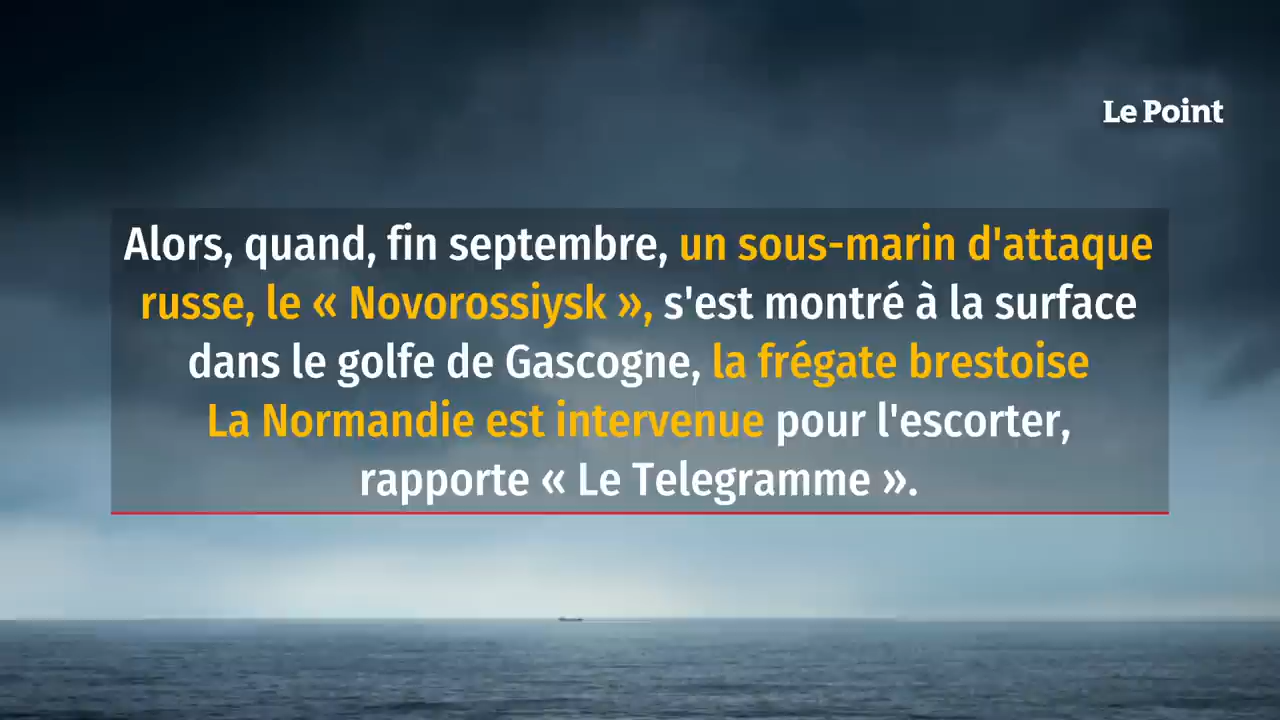 Le Point
Alors, quand, fin septembre, un sous-marin d'attaque
russe, le « Novorossiysk », s'est montré à la surface
dans le golfe de Gascogne, la frégate brestoise
La Normandie est intervenue pour l'escorter,
rapporte « Le Telegramme ».